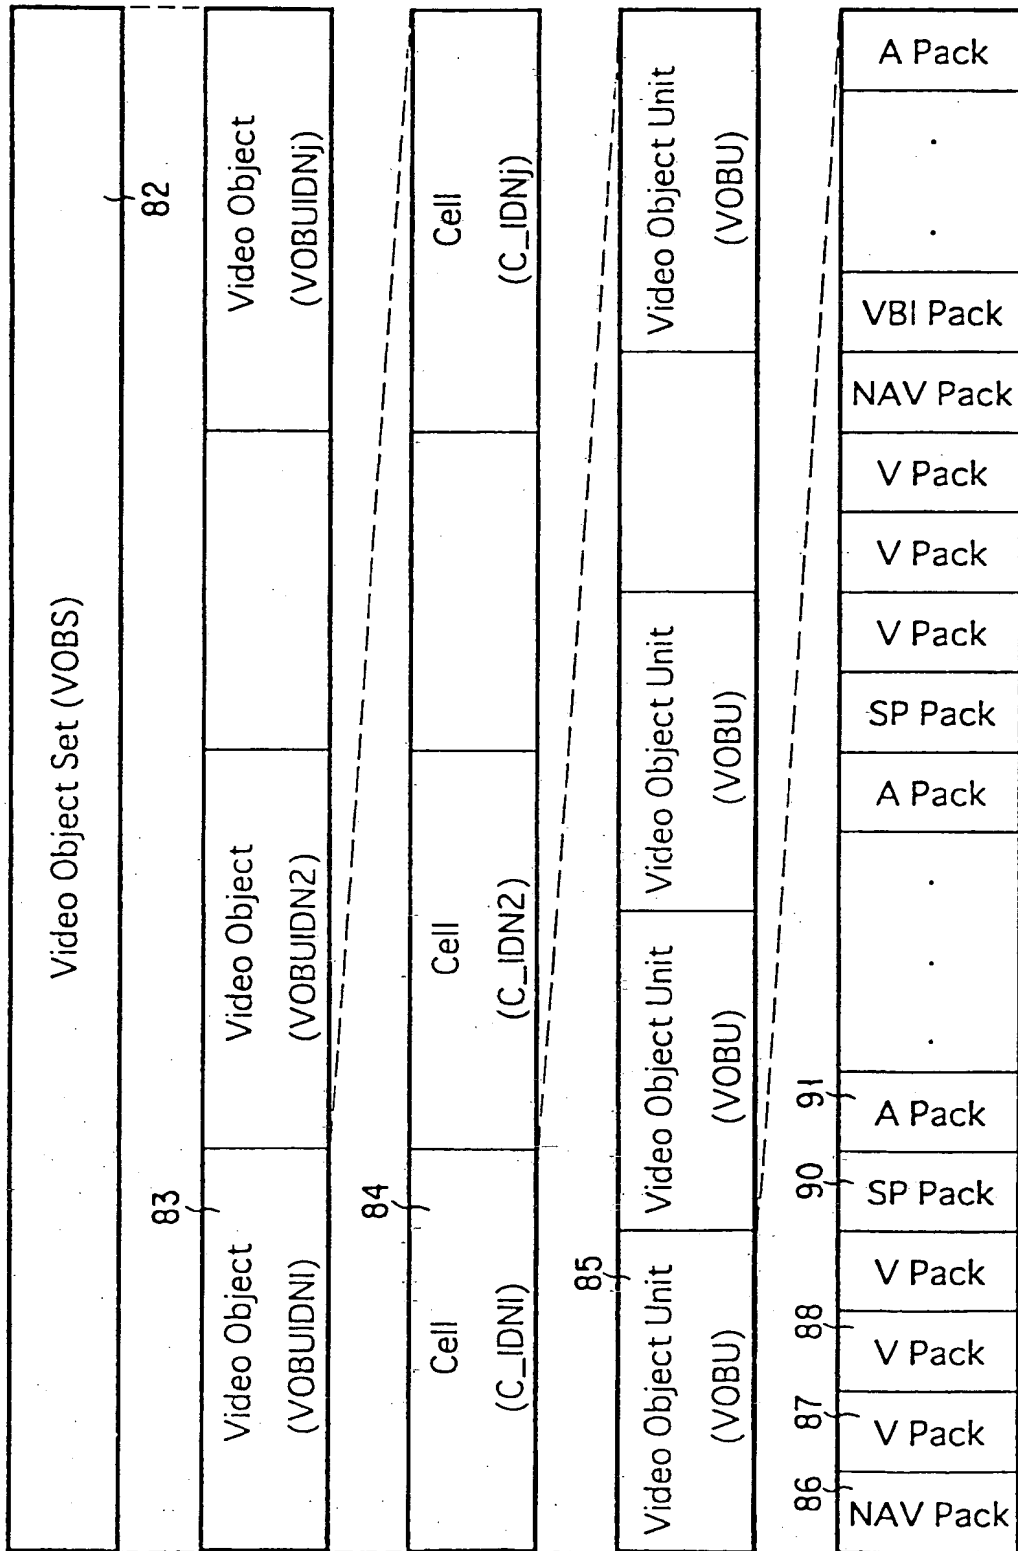 Video Object Set (VOBS)
82
83
Video Object
(VOBUIDN1)
Video Object
(VOBUIDN2)
Video Object
(VOBUIDNj)
84
Cell
(C_IDN1)
Cell
(C_IDN2)
Cell
(C_IDNj)
85
Video Object Unit
(VOBU)
Video Object Unit
(VOBU)
Video Object Unit
(VOBU)
Video Object Unit
(VOBU)
86
87
88
90
91
NAV Pack
V Pack
V Pack
V Pack
SP Pack
A Pack
. . .
A Pack
SP Pack
V Pack
V Pack
V Pack
NAV Pack
VBI Pack
. .
A Pack